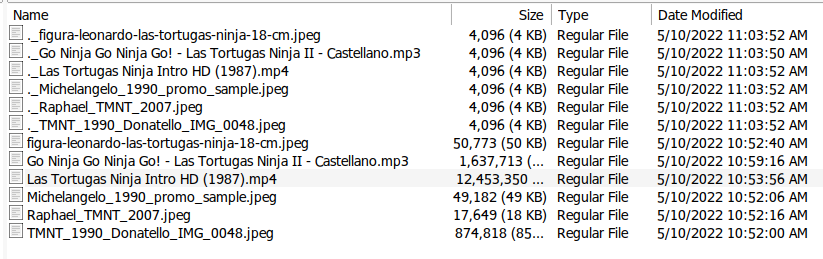 Name Size Type Date Modified
._figura-leonardo-las-tortugas-ninja-18-cm.jpeg 4,096 (4 KB) Regular File 5/10/2022 11:03:52 AM
._Go Ninja Go Ninja Go! - Las Tortugas Ninja II - Castellano.mp3 4,096 (4 KB) Regular File 5/10/2022 11:03:50 AM
._Las Tortugas Ninja Intro HD (1987).mp4 4,096 (4 KB) Regular File 5/10/2022 11:03:52 AM
._Michelangelo_1990_promo_sample.jpeg 4,096 (4 KB) Regular File 5/10/2022 11:03:52 AM
._Raphael_TMNT_2007.jpeg 4,096 (4 KB) Regular File 5/10/2022 11:03:52 AM
._TMNT_1990_Donatello_IMG_0048.jpeg 4,096 (4 KB) Regular File 5/10/2022 11:03:52 AM
figura-leonardo-las-tortugas-ninja-18-cm.jpeg 50,773 (50 KB) Regular File 5/10/2022 10:52:40 AM
Go Ninja Go Ninja Go! - Las Tortugas Ninja II - Castellano.mp3 1,637,713 (... Regular File 5/10/2022 10:59:16 AM
Las Tortugas Ninja Intro HD (1987).mp4 12,453,350 ... Regular File 5/10/2022 10:53:56 AM
Michelangelo_1990_promo_sample.jpeg 49,182 (49 KB) Regular File 5/10/2022 10:52:06 AM
Raphael_TMNT_2007.jpeg 17,649 (18 KB) Regular File 5/10/2022 10:52:16 AM
TMNT_1990_Donatello_IMG_0048.jpeg 874,818 (85... Regular File 5/10/2022 10:52:00 AM